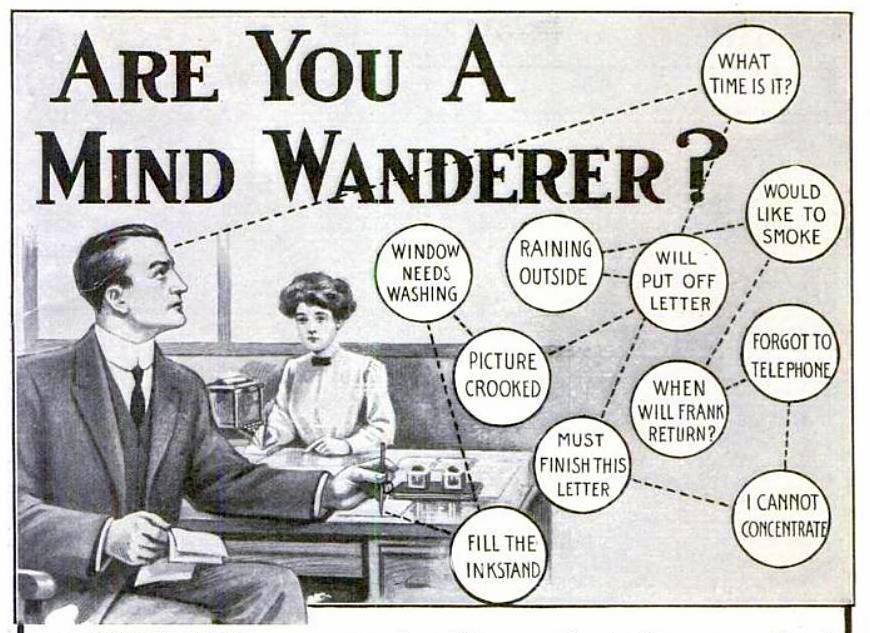 ARE YOU A
MIND WANDERER?
WHAT
TIME IS IT?
WOULD
LIKE TO
SMOKE
RAINING
OUTSIDE
WILL
PUT OFF
LETTER
WINDOW
NEEDS
WASHING
PICTURE
CROOKED
FORGOT TO
TELEPHONE
WHEN
WILL FRANK
RETURN?
MUST
FINISH THIS
LETTER
I CANNOT
CONCENTRATE
FILL THE
INKSTAND